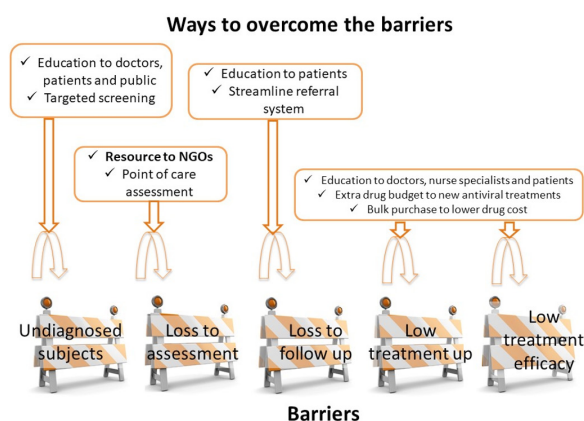 Ways to overcome the barriers
✓ Education to doctors,
patients and public
✓ Targeted screening
✓ Education to patients
✓ Streamline referral
system
✓ Resource to NGOs
✓ Point of care
assessment
✓ Education to doctors, nurse specialists and patients
✓ Extra drug budget to new antiviral treatments
✓ Bulk purchase to lower drug cost
Undiagnosed
subjects
Loss to
assessment
Loss to
follow up
Low
treatment up
Low
treatment
efficacy
Barriers